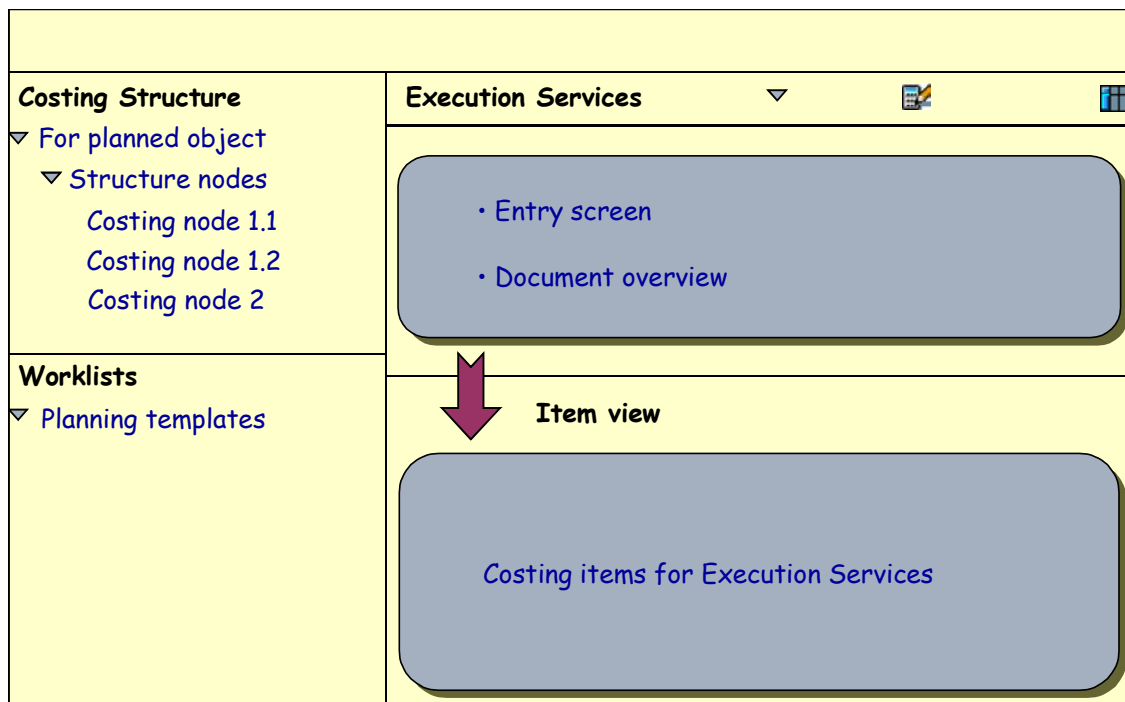 Costing Structure
For planned object
Structure nodes
Costing node 1.1
Costing node 1.2
Costing node 2
Worklists
Planning templates
Execution Services
• Entry screen
• Document overview
Item view
Costing items for Execution Services